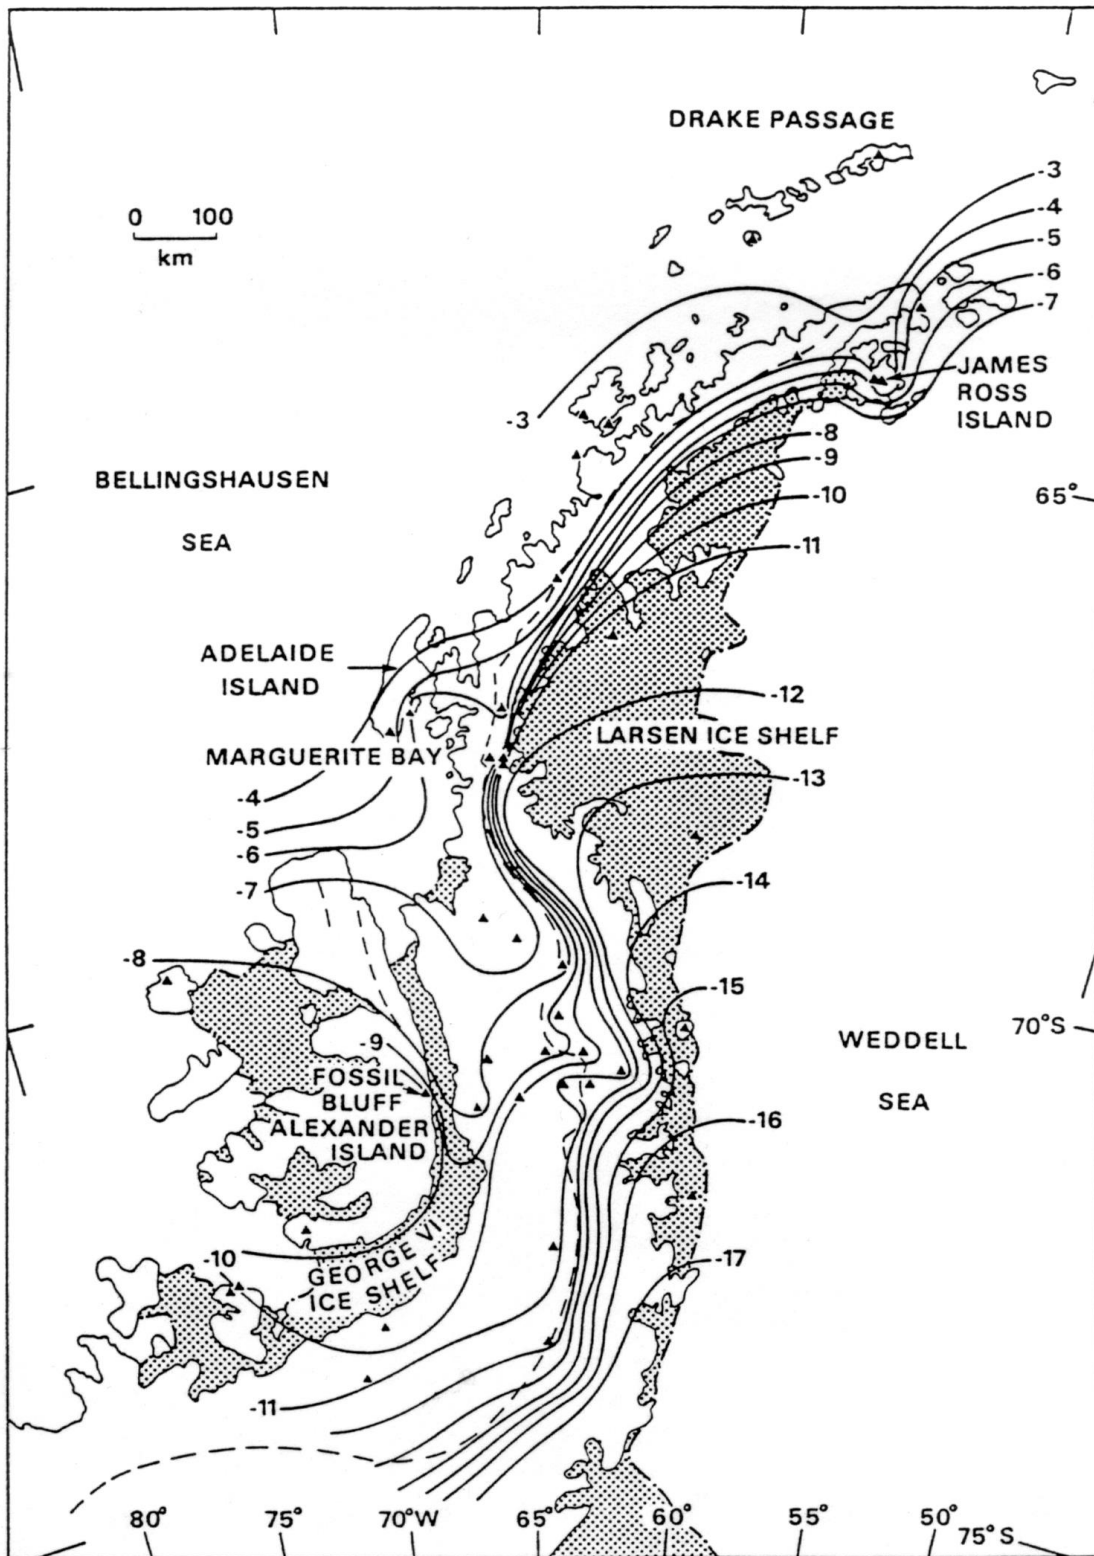 DRAKE PASSAGE
-3
-4
0 100
km
-5
-6
-7
JAMES
ROSS
ISLAND
-3
-8
-9
BELLINGSHAUSEN
SEA
-10
65°
-11
ADELAIDE
ISLAND
-12
LARSEN ICE SHELF
MARGUERITE BAY
-13
-4
-5
-6
-7
-14
-8
-15
70°S
WEDDELL
SEA
-9
FOSSIL
BLUFF
ALEXANDER
ISLAND
-16
-10
GEORGE VI
ICE SHELF
-17
-11
80° 75° 70°W 65° 60° 55° 50°
75°S